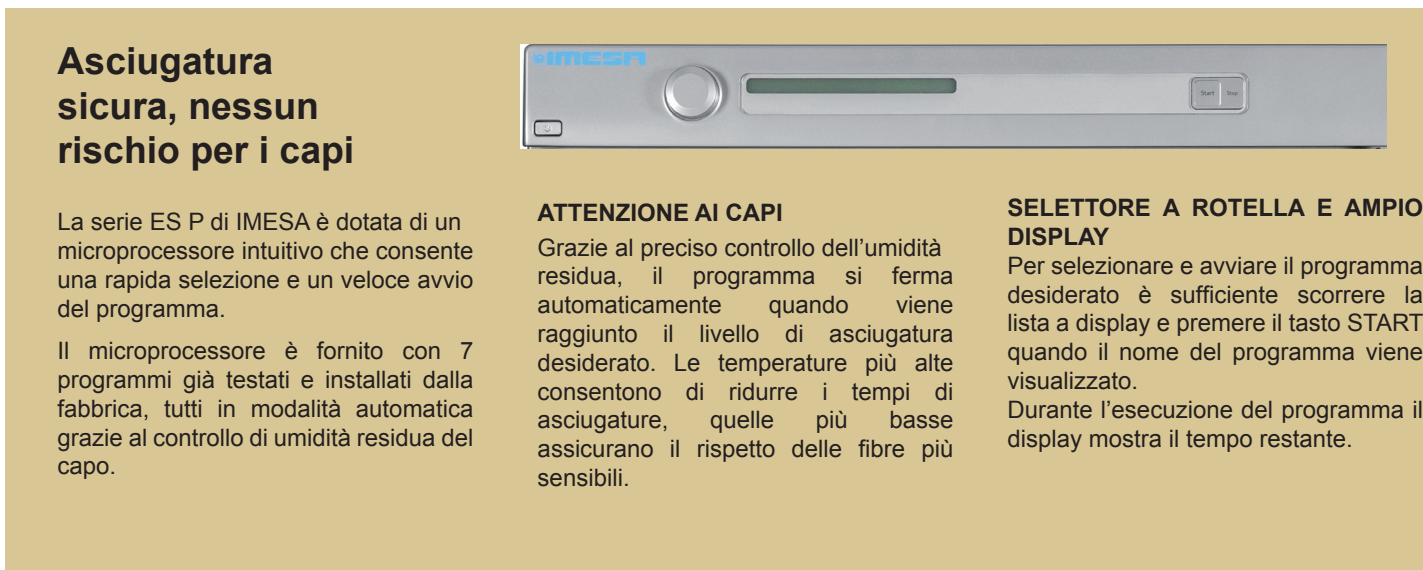 Asciugatura
sicura, nessun
rischio per i capi
La serie ES P di IMESA è dotata di un
microprocessore intuitivo che consente
una rapida selezione e un veloce avvio
del programma.
Il microprocessore è fornito con 7
programmi già testati e installati dalla
fabbrica, tutti in modalità automatica
grazie al controllo di umidità residua del
capo.
IMESA
Start Stop
ATTENZIONE AI CAPI
Grazie al preciso controllo dell’umidità
residua, il programma si ferma
automaticamente quando viene
raggiunto il livello di asciugatura
desiderato. Le temperature più alte
consentono di ridurre i tempi di
asciugature, quelle più basse
assicurano il rispetto delle fibre più
sensibili.
SELETTORE A ROTELLA E AMPIO
DISPLAY
Per selezionare e avviare il programma
desiderato è sufficiente scorrere la
lista a display e premere il tasto START
quando il nome del programma viene
visualizzato.
Durante l’esecuzione del programma il
display mostra il tempo restante.